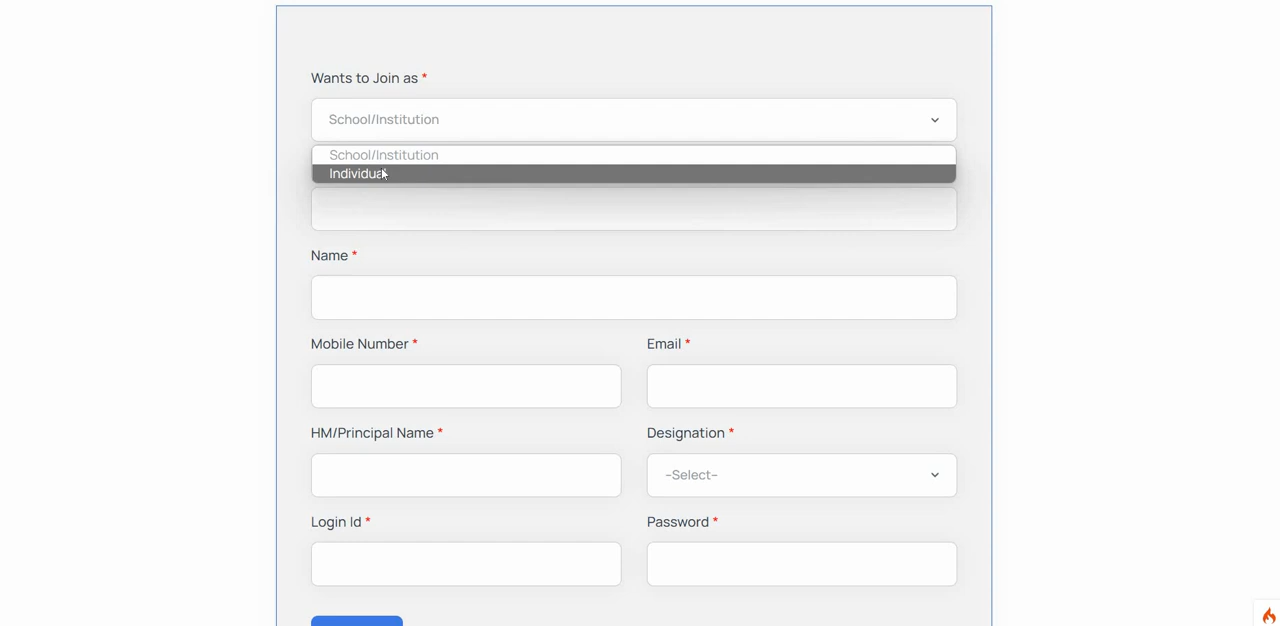 Wants to Join as *
School/Institution
School/Institution
Individual
Name *
Mobile Number * Email *
HM/Principal Name * Designation *
-Select-
Login Id * Password *